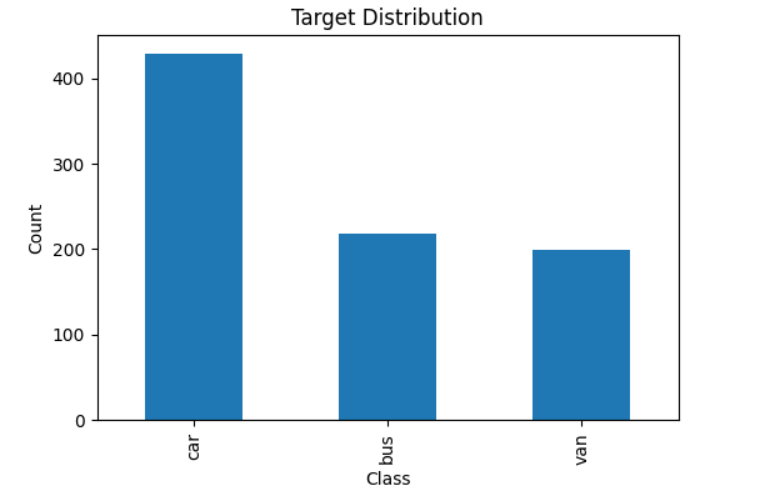 Target Distribution
400
300
200
100
0
Count
car
bus
van
Class